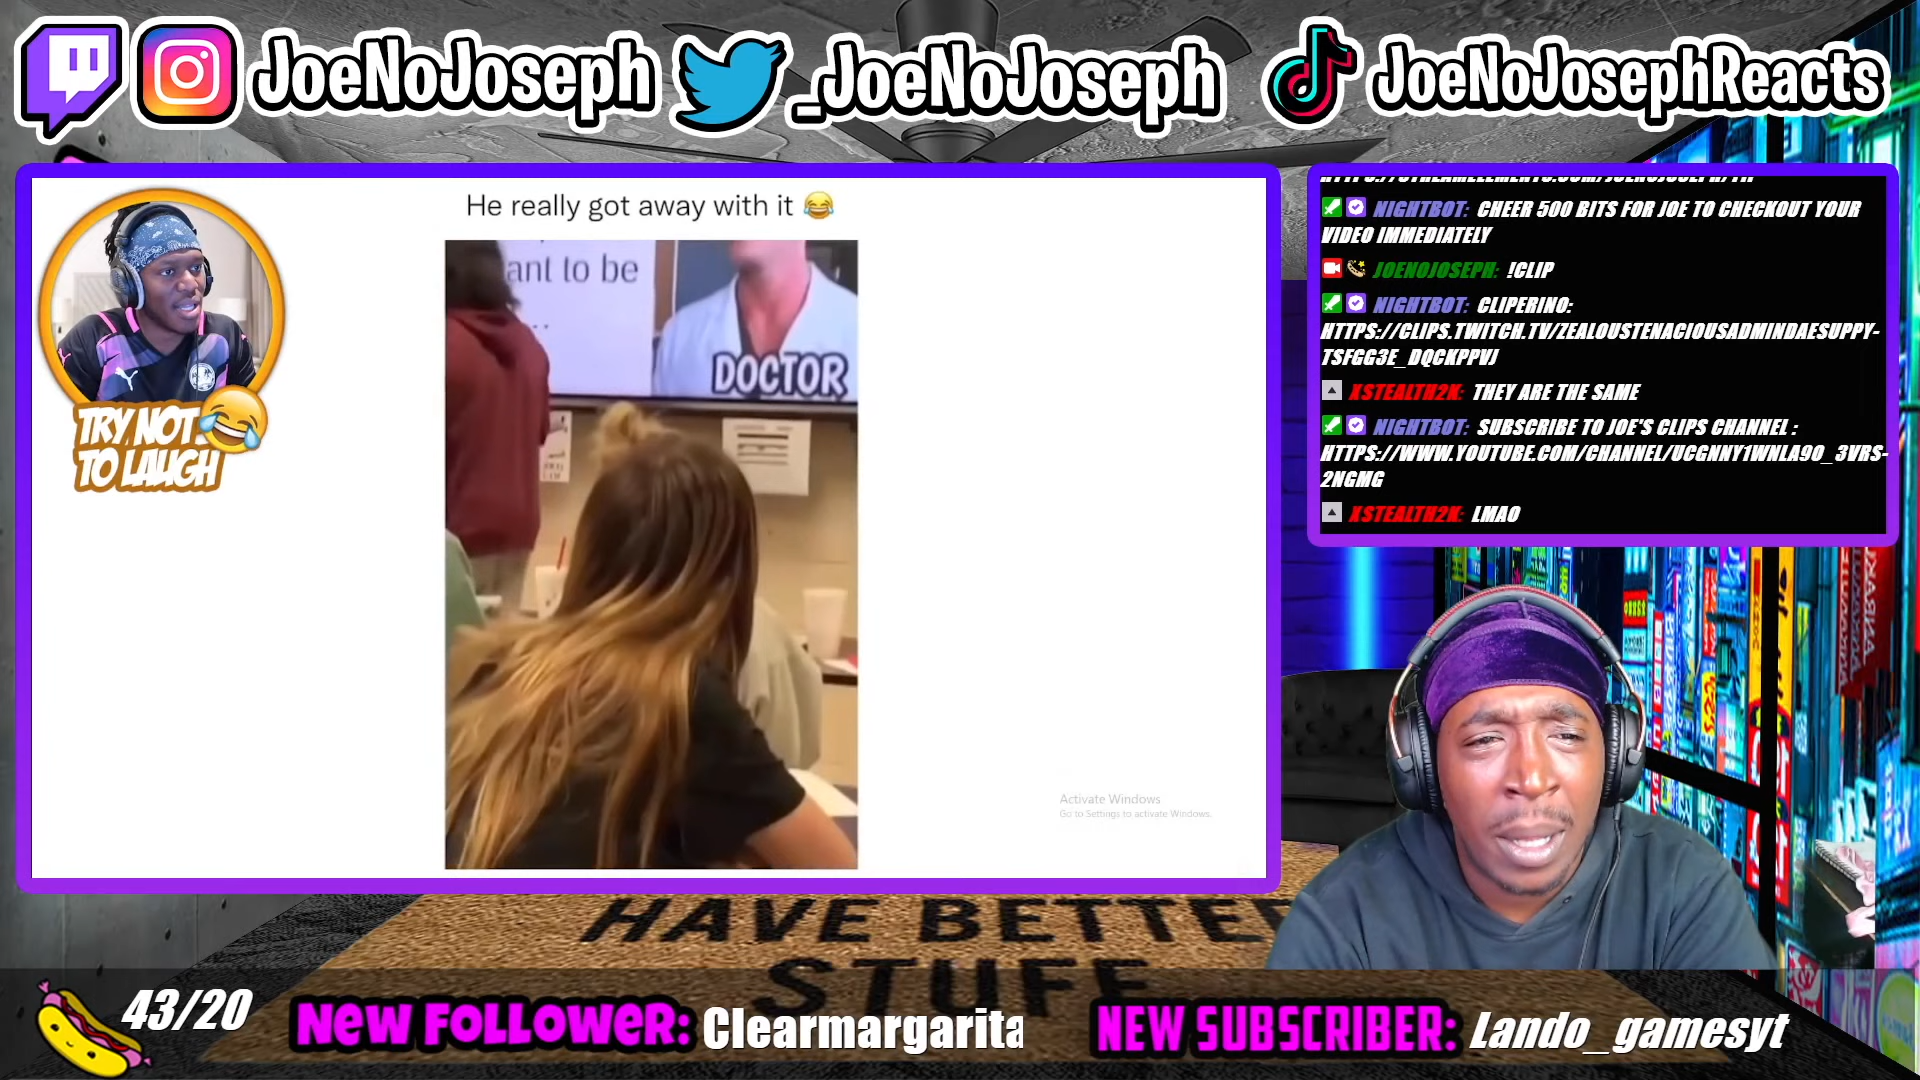 JoeNoJoseph
_JoeNoJoseph
JoeNoJosephReacts
He really got away with it 😂
ant to be
DOCTOR
TRY NOT
TO LAUGH
NIGHTBOT: CHEER 500 BITS FOR JOE TO CHECKOUT YOUR
VIDEO IMMEDIATELY
JOENOJOSEPH: !CLIP
NIGHTBOT: CLIPERINO:
HTTPS://CLIPS.TWITCH.TV/ZEALOUSTENACIOUSADMINDAESUPPY-
TSFGG3E_DQCKPPVJ
XSTEALTH2K: THEY ARE THE SAME
NIGHTBOT: SUBSCRIBE TO JOE'S CLIPS CHANNEL :
HTTPS://WWW.YOUTUBE.COM/CHANNEL/UCGNNY1WNLA9O_3VRS-
2NGMG
XSTEALTH2K: LMAO
Activate Windows
Go to Settings to activate Windows.
HAVE BETTE
STUFF
43/20
NEW FOLLOWER: Clearmargarita
NEW SUBSCRIBER: Lando_gamesyt